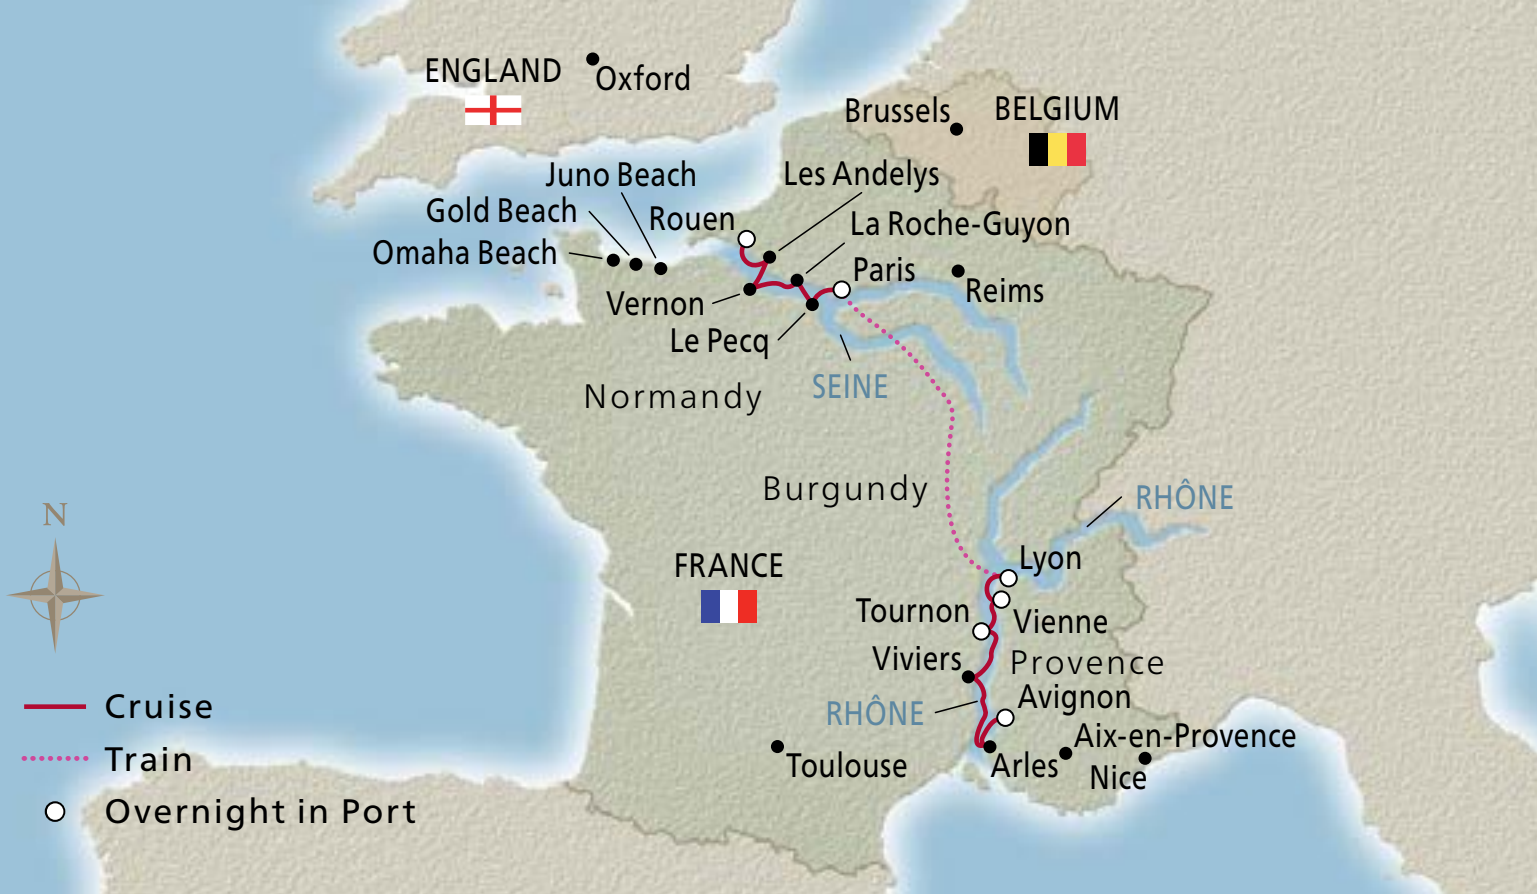 ENGLAND
Oxford
Brussels
BELGIUM
Juno Beach
Les Andelys
Gold Beach
Rouen
La Roche-Guyon
Omaha Beach
Paris
Reims
Vernon
Le Pecq
SEINE
Normandy
Burgundy
RHÔNE
N
FRANCE
Lyon
Tournon
Vienne
Viviers
Provence
Avignon
RHÔNE
Cruise
Aix-en-Provence
Train
Toulouse
Arles
Nice
Overnight in Port